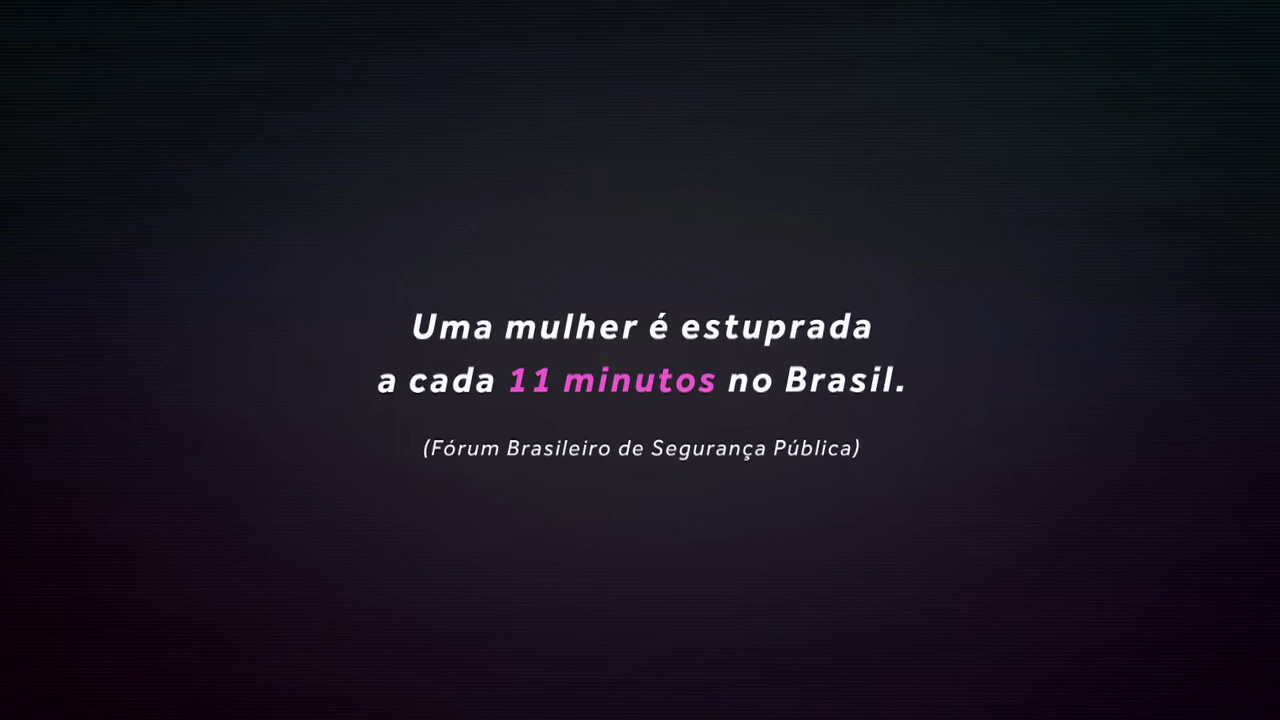 Uma mulher é estuprada
a cada 11 minutos no Brasil.
(Fórum Brasileiro de Segurança Pública)